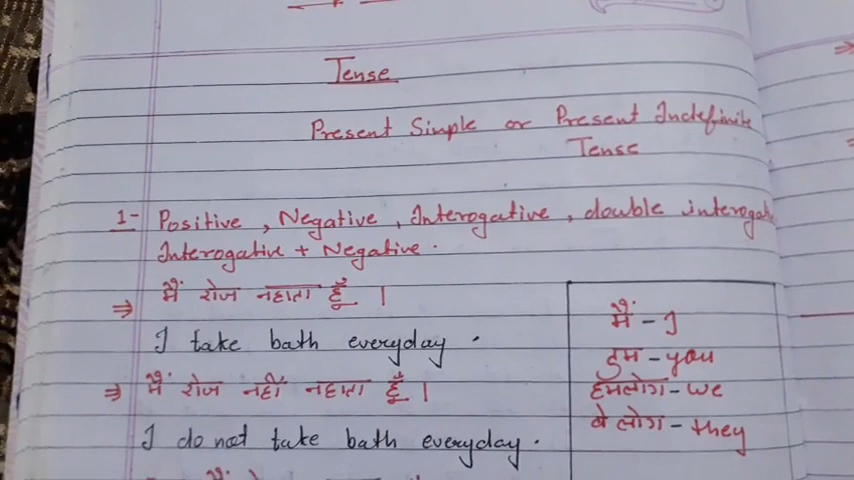 Tense
Present Simple or Present Indefinite
Tense
1- Positive, Negative, Interogative, double interogati
Interogative + Negative.
⇒ मैं रोज नहाता हूँ ।
I take bath everyday.
⇒ मैं रोज नहीं नहाता हूँ ।
I do not take bath everyday.
मैं - I
तुम - you
हमलोग - we
वे लोग - they